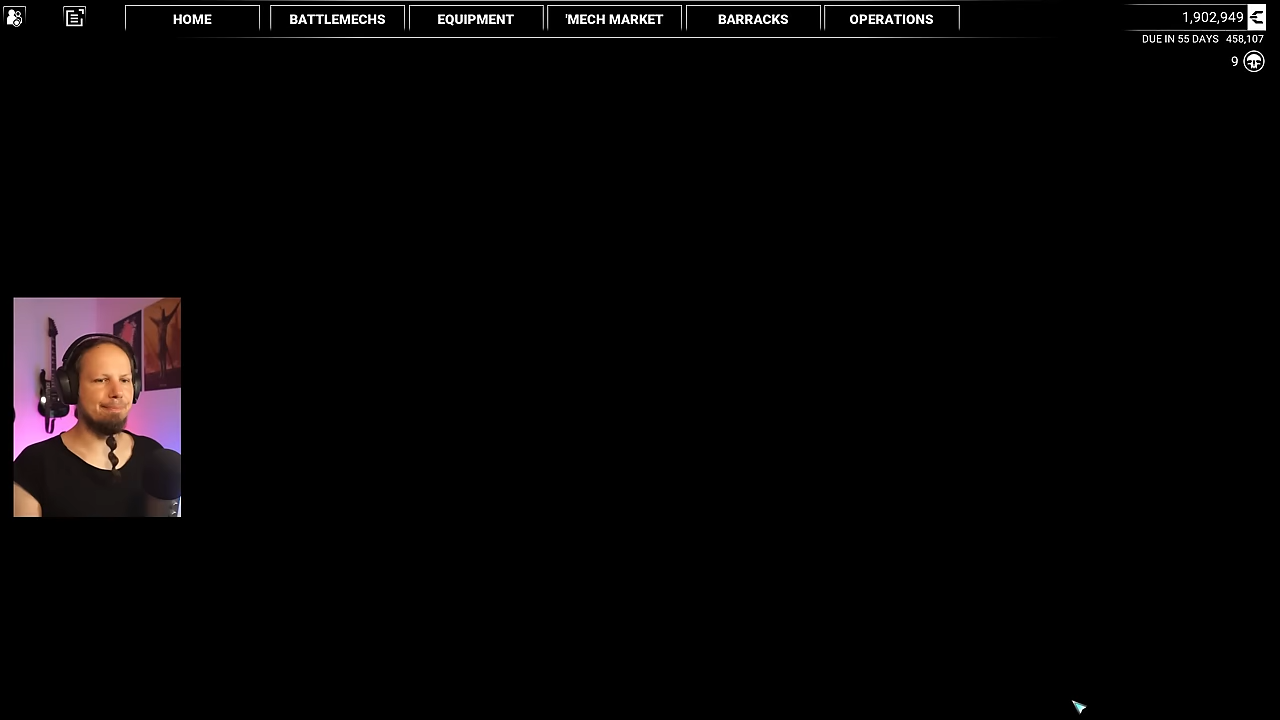 HOME
BATTLEMECHS
EQUIPMENT
'MECH MARKET
BARRACKS
OPERATIONS
1,902,949
DUE IN 55 DAYS 458,107
9